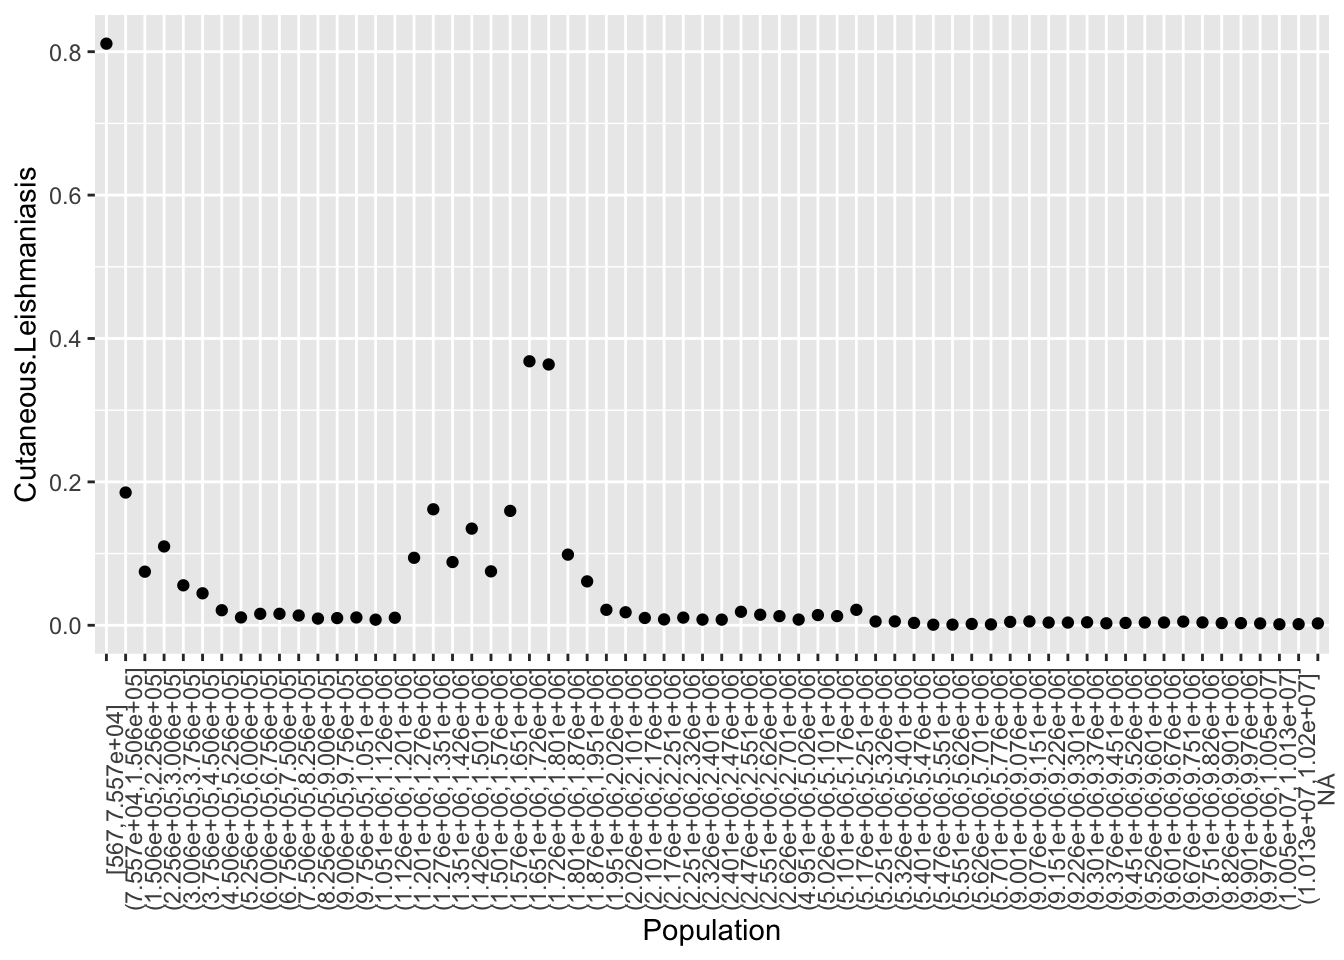 Cutaneous.Leishmaniasis
0.8
0.6
0.4
0.2
0.0
[567,7.557e+04]
(7.557e+04,1.506e+05]
(1.506e+05,2.256e+05]
(2.256e+05,3.006e+05]
(3.006e+05,3.756e+05]
(3.756e+05,4.506e+05]
(4.506e+05,5.256e+05]
(5.256e+05,6.006e+05]
(6.006e+05,6.756e+05]
(6.756e+05,7.506e+05]
(7.506e+05,8.256e+05]
(8.256e+05,9.006e+05]
(9.006e+05,9.756e+05]
(9.756e+05,1.051e+06]
(1.051e+06,1.126e+06]
(1.126e+06,1.201e+06]
(1.201e+06,1.276e+06]
(1.276e+06,1.351e+06]
(1.351e+06,1.426e+06]
(1.426e+06,1.501e+06]
(1.501e+06,1.576e+06]
(1.576e+06,1.651e+06]
(1.651e+06,1.726e+06]
(1.726e+06,1.801e+06]
(1.801e+06,1.876e+06]
(1.876e+06,1.951e+06]
(1.951e+06,2.026e+06]
(2.026e+06,2.101e+06]
(2.101e+06,2.176e+06]
(2.176e+06,2.251e+06]
(2.251e+06,2.326e+06]
(2.326e+06,2.401e+06]
(2.401e+06,2.476e+06]
(2.476e+06,2.551e+06]
(2.551e+06,2.626e+06]
(2.626e+06,2.701e+06]
(4.951e+06,5.026e+06]
(5.026e+06,5.101e+06]
(5.101e+06,5.176e+06]
(5.176e+06,5.251e+06]
(5.251e+06,5.326e+06]
(5.326e+06,5.401e+06]
(5.401e+06,5.476e+06]
(5.476e+06,5.551e+06]
(5.551e+06,5.626e+06]
(5.626e+06,5.701e+06]
(5.701e+06,5.776e+06]
(9.001e+06,9.076e+06]
(9.076e+06,9.151e+06]
(9.151e+06,9.226e+06]
(9.226e+06,9.301e+06]
(9.301e+06,9.376e+06]
(9.376e+06,9.451e+06]
(9.451e+06,9.526e+06]
(9.526e+06,9.601e+06]
(9.601e+06,9.676e+06]
(9.676e+06,9.751e+06]
(9.751e+06,9.826e+06]
(9.826e+06,9.901e+06]
(9.901e+06,9.976e+06]
(9.976e+06,1.005e+07]
(1.005e+07,1.013e+07]
(1.013e+07,1.02e+07]
NA
Population